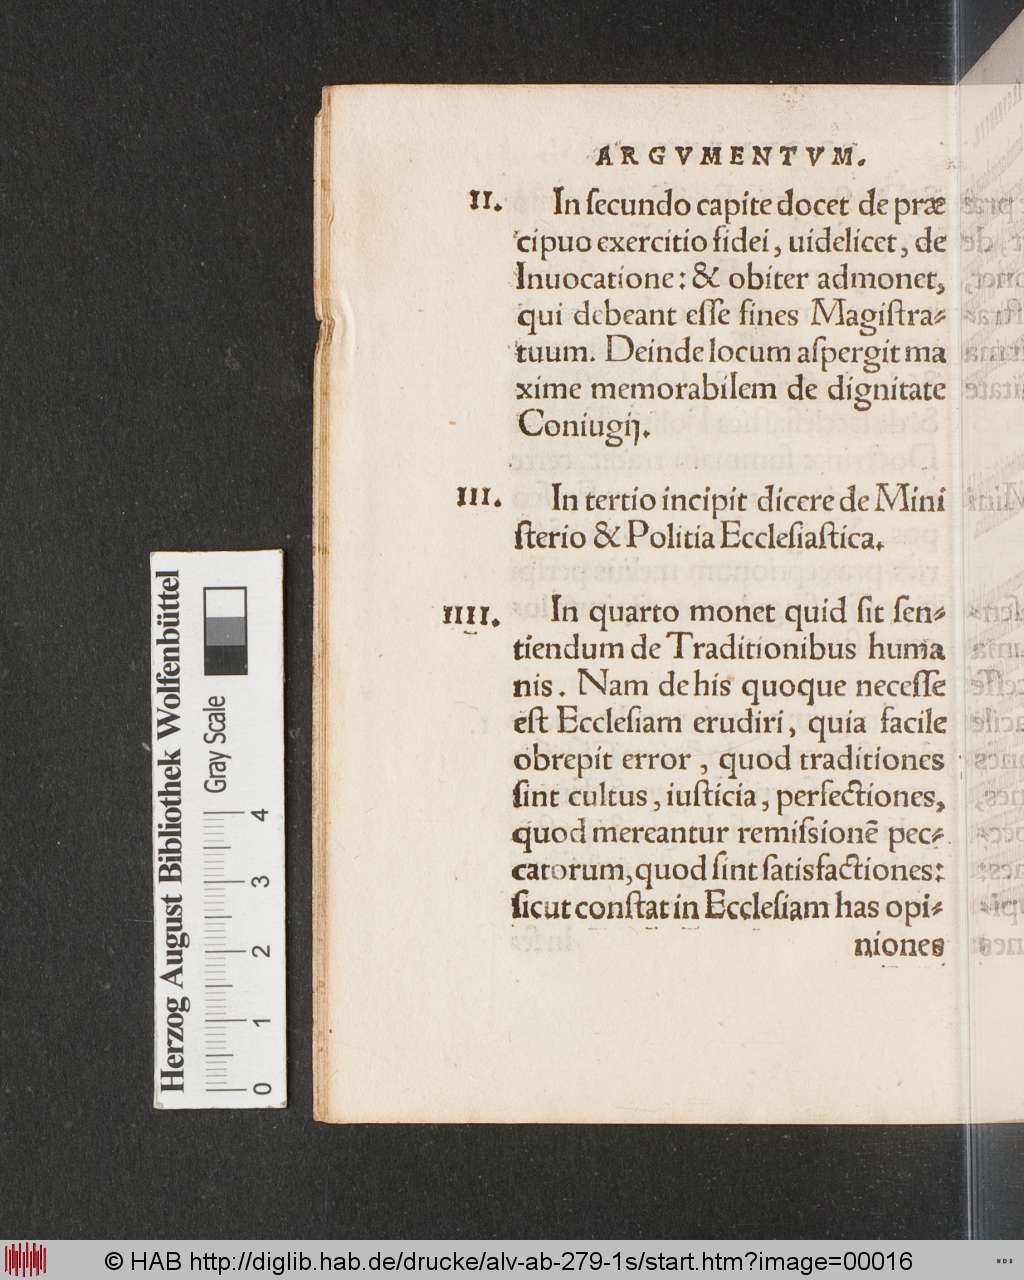 ARGVMENTVM.
II. In ſecundo capite docet de præ
cipuo exercitio fidei, uidelicet, de
Inuocatione: & obiter admonet,
qui debeant eſſe fines Magiſtra⸗
tuum. Deinde locum aſpergit ma
xime memorabilem de dignitate
Coniugij.
III. In tertio incipit dicere de Mini
ſterio & Politia Eccleſiaſtica.
IIII. In quarto monet quid ſit ſen⸗
tiendum de Traditionibus huma
nis. Nam de his quoque neceſſe
eſt Eccleſiam erudiri, quia facile
obrepit error, quod traditiones
ſint cultus, iuſticia, perfectiones,
quod mereantur remiſsionẽ pec⸗
catorum, quod ſint ſatisfactiones:
ſicut conſtat in Eccleſiam has opi⸗
niones
Herzog August Bibliothek Wolfenbüttel
Gray Scale
0 1 2 3 4
© HAB http://diglib.hab.de/drucke/alv-ab-279-1s/start.htm?image=00016